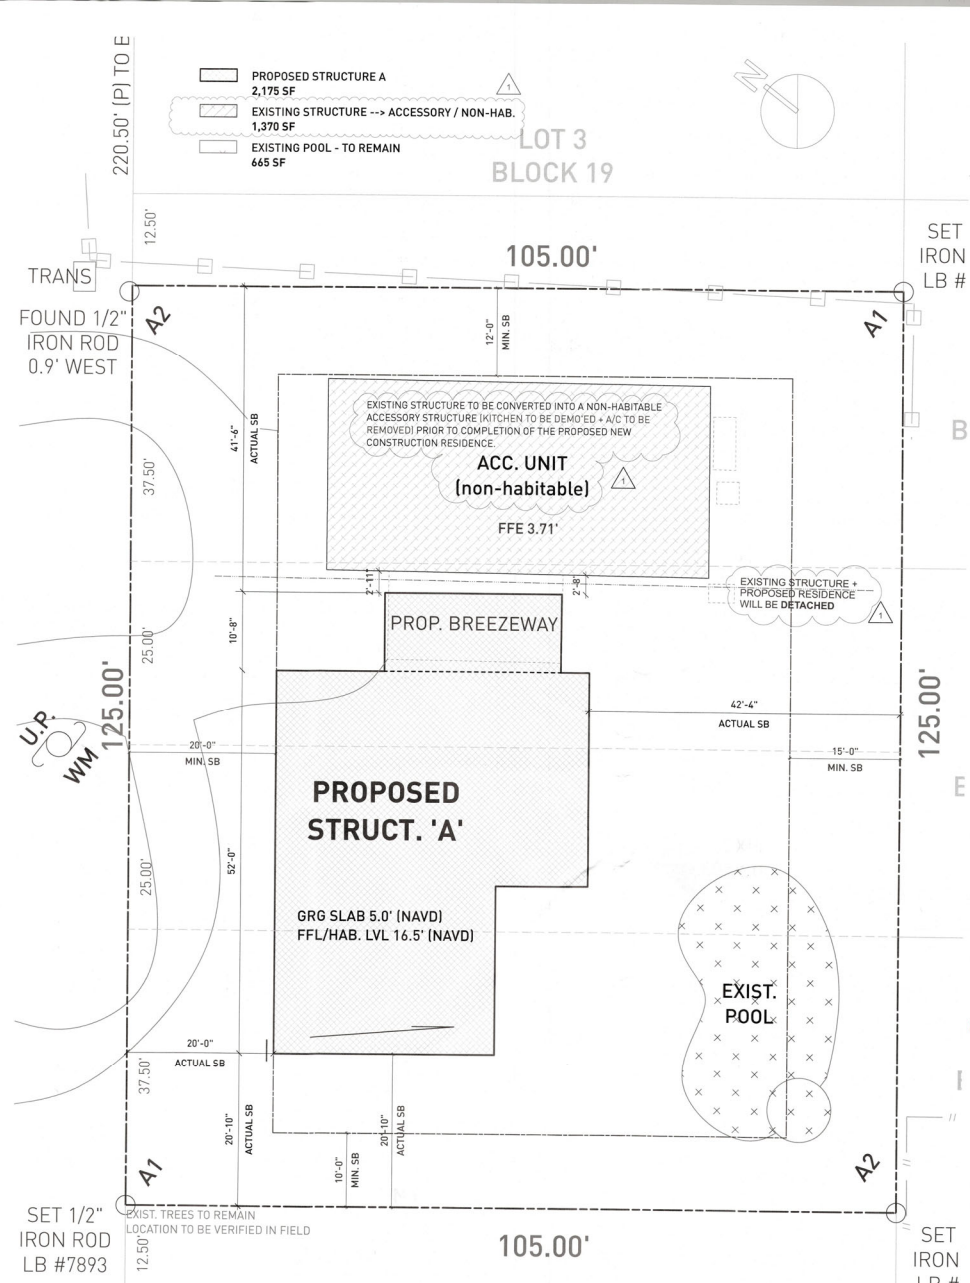 220.50' (P) TO E
PROPOSED STRUCTURE A
2,175 SF
1
EXISTING STRUCTURE --> ACCESSORY / NON-HAB.
1,370 SF
EXISTING POOL - TO REMAIN
665 SF
N
LOT 3
BLOCK 19
12.50'
105.00'
SET
IRON
LB #
TRANS
FOUND 1/2"
IRON ROD
0.9' WEST
A2
A1
12'-0"
MIN. SB
41'-6"
ACTUAL SB
37.50'
EXISTING STRUCTURE TO BE CONVERTED INTO A NON-HABITABLE
ACCESSORY STRUCTURE (KITCHEN TO BE DEMO'ED + A/C TO BE
REMOVED) PRIOR TO COMPLETION OF THE PROPOSED NEW
CONSTRUCTION RESIDENCE.
ACC. UNIT
(non-habitable)
1
FFE 3.71'
B
2'-11"
2'-8"
EXISTING STRUCTURE +
PROPOSED RESIDENCE
WILL BE DETACHED
1
10'-8"
25.00'
PROP. BREEZEWAY
125.00'
42'-4"
ACTUAL SB
125.00'
U.P.
WM
20'-0"
MIN. SB
15'-0"
MIN. SB
E
PROPOSED
STRUCT. 'A'
52'-0"
25.00'
GRG SLAB 5.0' (NAVD)
FFL/HAB. LVL 16.5' (NAVD)
EXIST.
POOL
20'-0"
ACTUAL SB
37.50'
20'-10"
ACTUAL SB
20'-10"
ACTUAL SB
10'-0"
MIN. SB
A1
A2
SET 1/2"
IRON ROD
LB #7893
EXIST. TREES TO REMAIN
LOCATION TO BE VERIFIED IN FIELD
12.50'
105.00'
SET
IRON
LB #